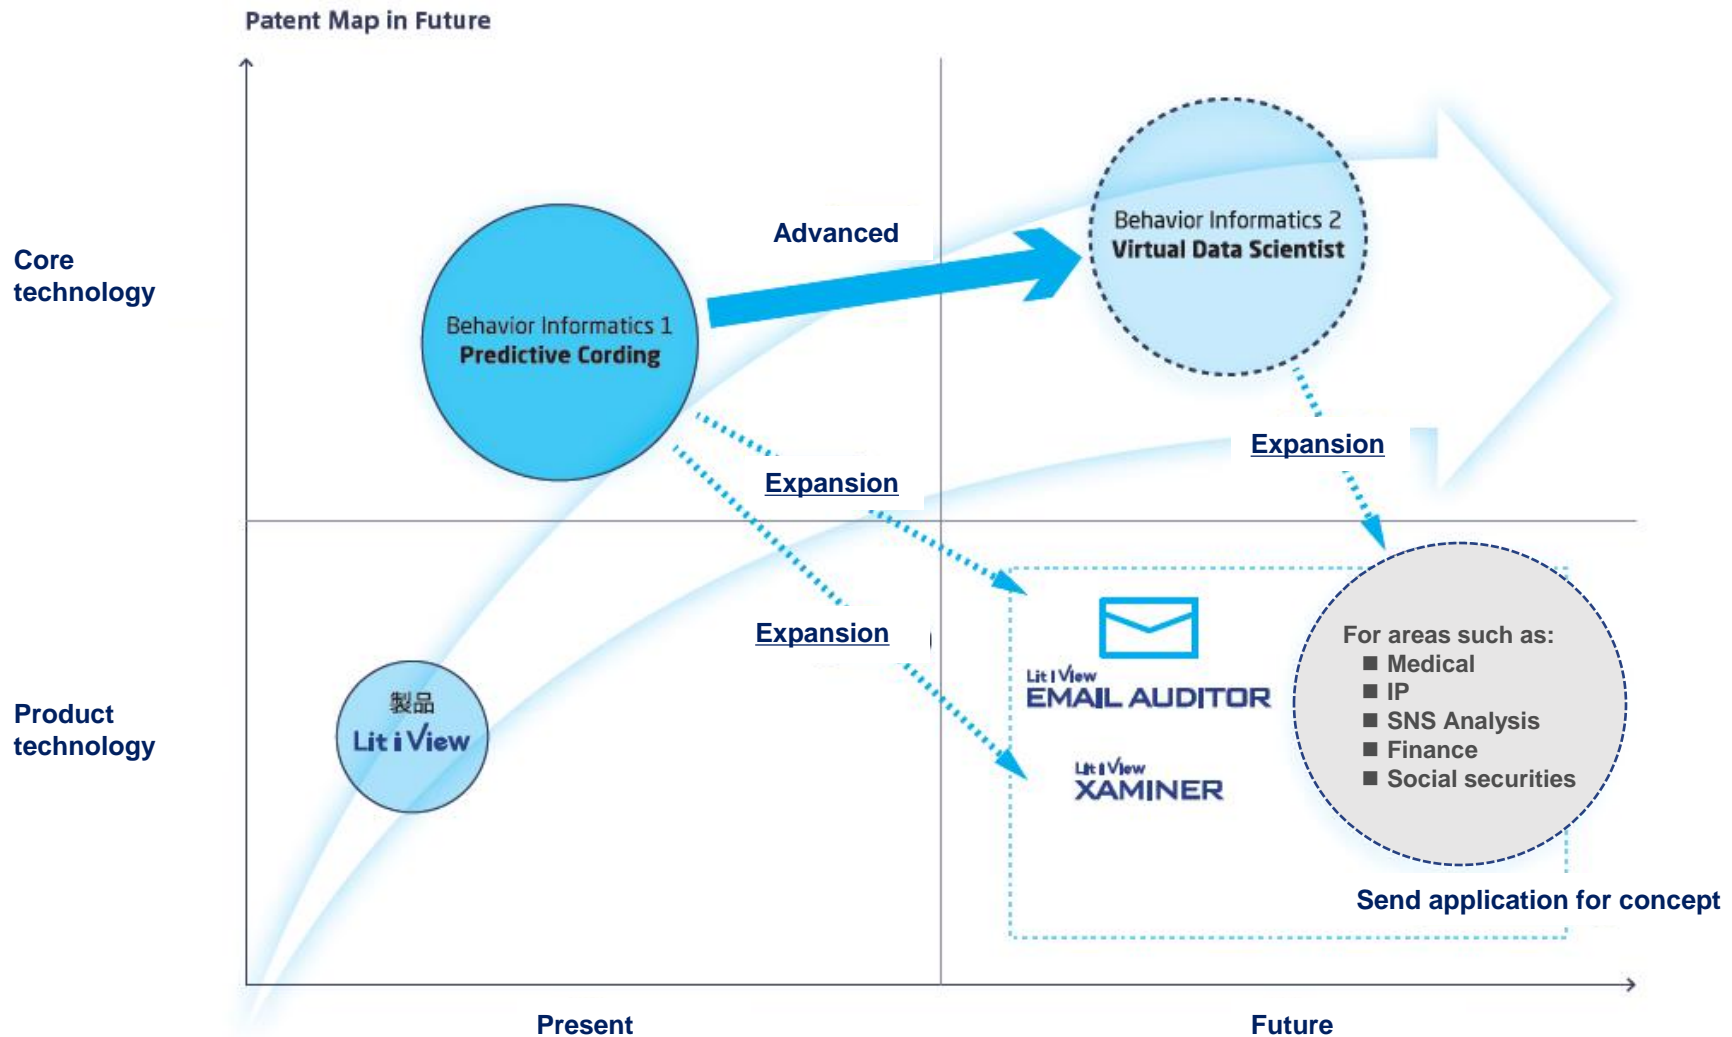 Patent Map in Future
Core
technology
Behavior Informatics 1
Predictive Cording
Advanced
Behavior Informatics 2
Virtual Data Scientist
Expansion
Expansion
Expansion
Product
technology
製品
Lit i View
Lit i View
EMAIL AUDITOR
Lit i View
XAMINER
For areas such as:
■ Medical
■ IP
■ SNS Analysis
■ Finance
■ Social securities
Send application for concept
Present
Future